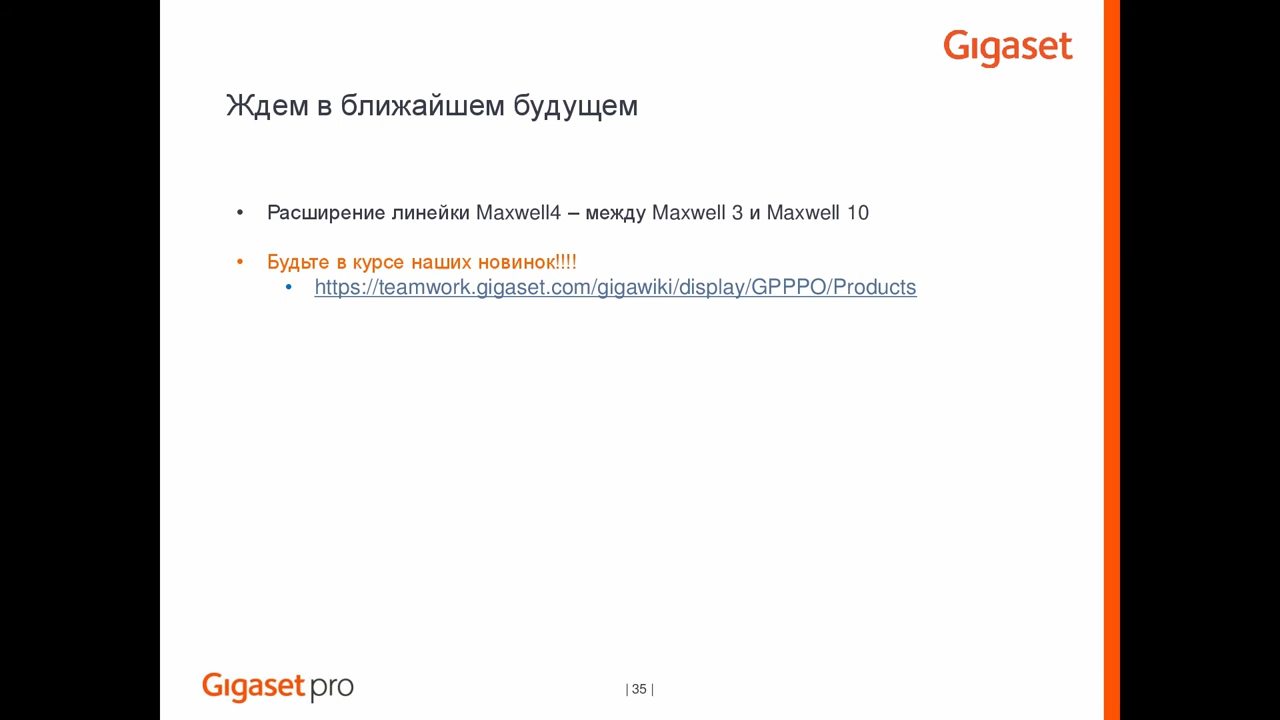 Gigaset
Ждем в ближайшем будущем
• Расширение линейки Maxwell4 – между Maxwell 3 и Maxwell 10
• Будьте в курсе наших новинок!!!!
• https://teamwork.gigaset.com/gigawiki/display/GPPPO/Products
Gigaset pro
| 35 |